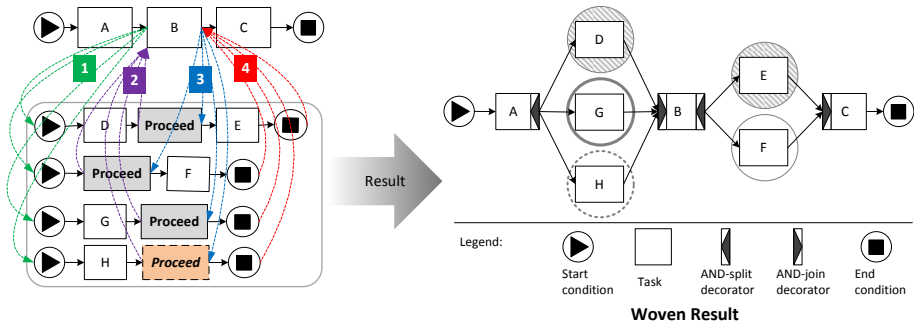 A B C
1 2 3 4
D Proceed E
Proceed F
G Proceed
H Proceed
Result
D
A G B E C
F
H
Legend:
Start condition
Task
AND-split decorator
AND-join decorator
End condition
Woven Result